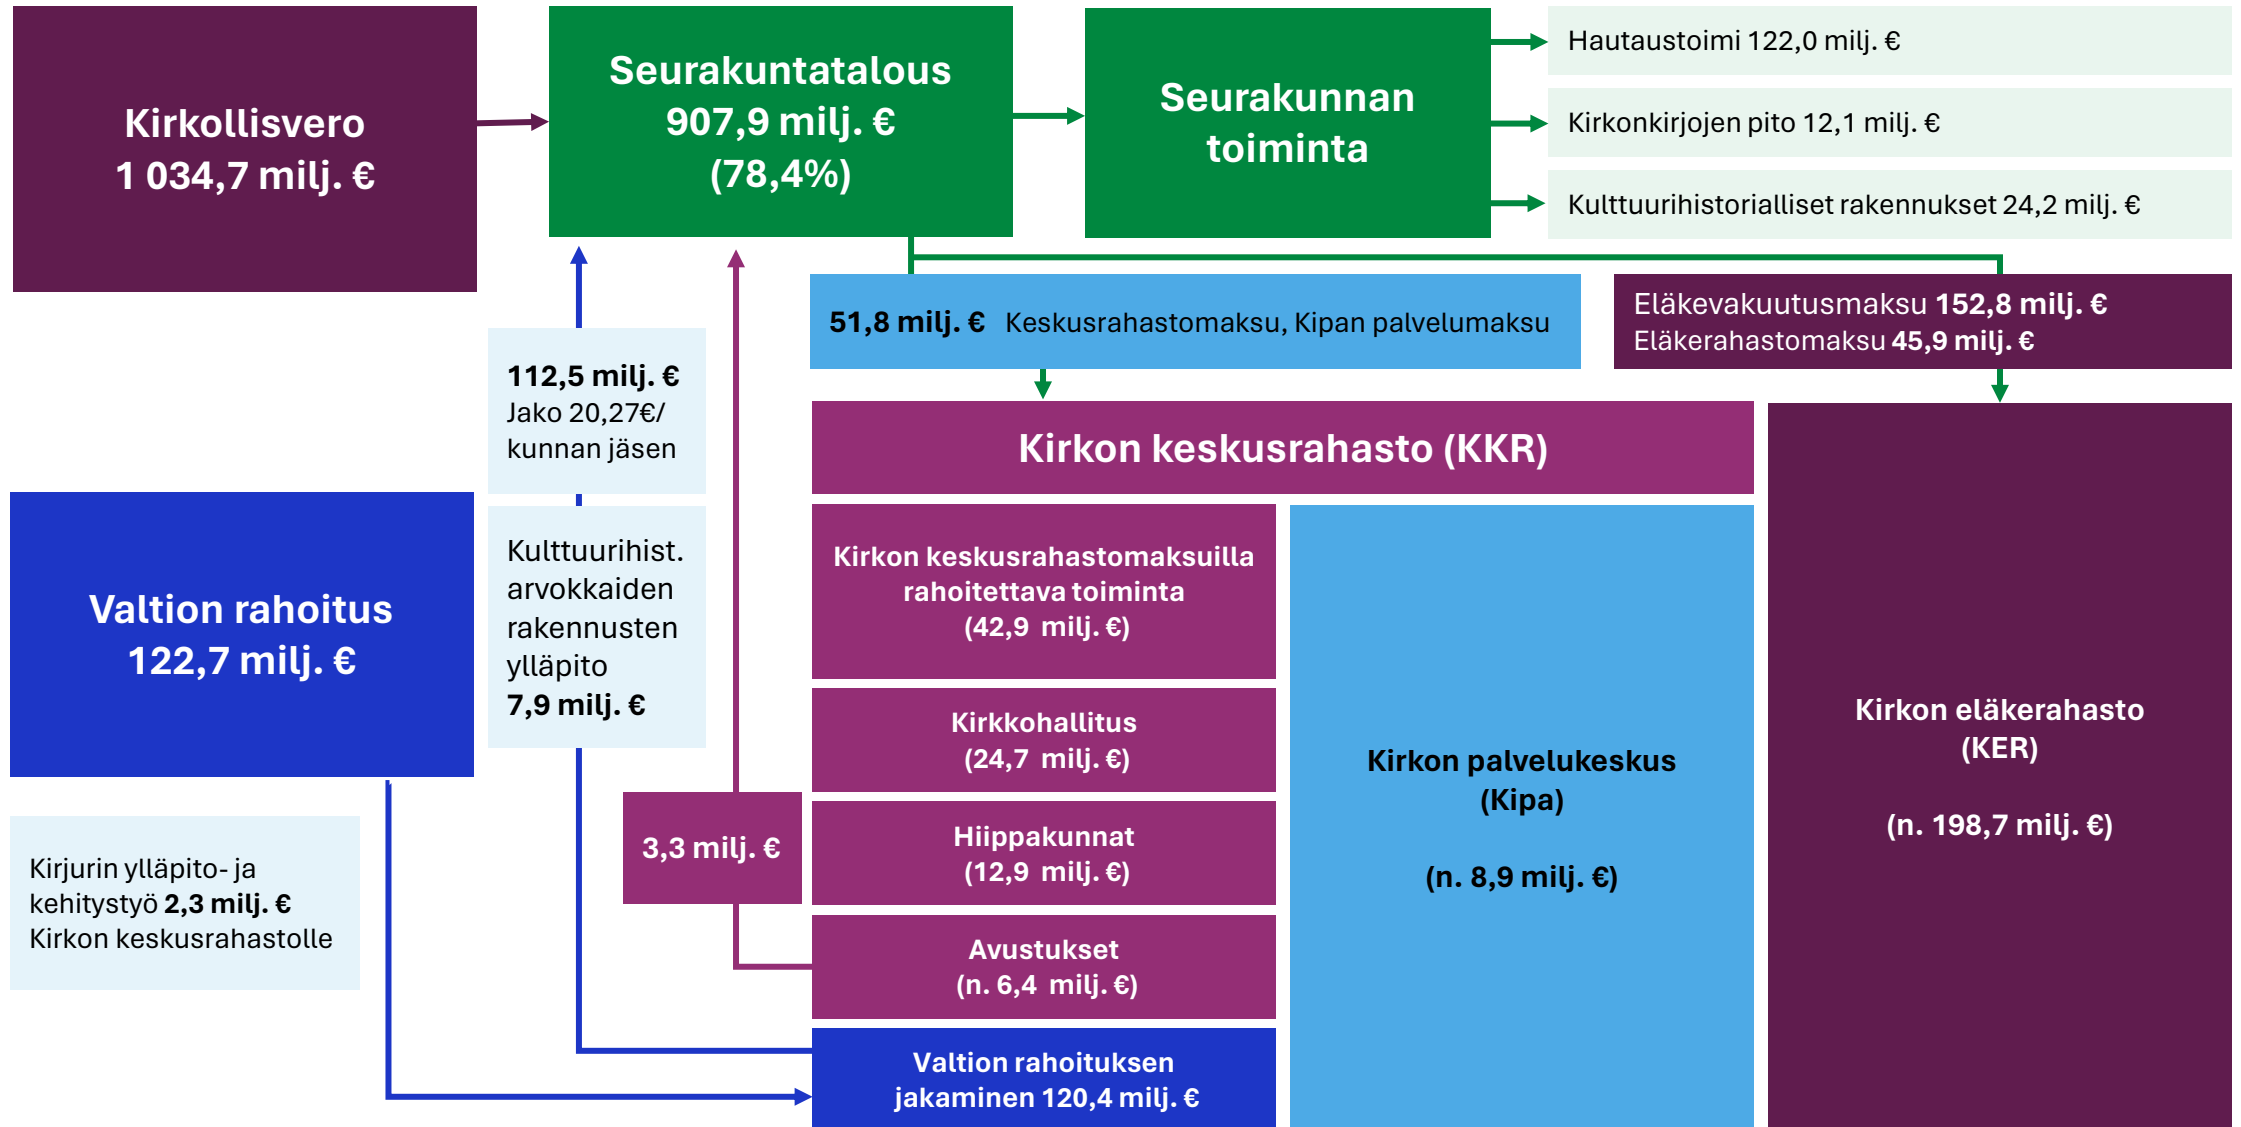 Kirkollisvero
1 034,7 milj. €
Seurakuntatalous
907,9 milj. €
(78,4%)
Seurakunnan
toiminta
Hautaustoimi 122,0 milj. €
Kirkonkirjojen pito 12,1 milj. €
Kulttuurihistorialliset rakennukset 24,2 milj. €
51,8 milj. € Keskusrahastomaksu, Kipan palvelumaksu
Eläkevakuutusmaksu 152,8 milj. €
Eläkerahastomaksu 45,9 milj. €
112,5 milj. €
Jako 20,27€/
kunnan jäsen
Kulttuurihist.
arvokkaiden
rakennusten
ylläpito
7,9 milj. €
Valtion rahoitus
122,7 milj. €
Kirjurin ylläpito- ja
kehitystyö 2,3 milj. €
Kirkon keskusrahastolle
3,3 milj. €
Kirkon keskusrahasto (KKR)
Kirkon keskusrahastomaksuilla
rahoitettava toiminta
(42,9 milj. €)
Kirkkohallitus
(24,7 milj. €)
Hiippakunnat
(12,9 milj. €)
Avustukset
(n. 6,4 milj. €)
Valtion rahoituksen
jakaminen 120,4 milj. €
Kirkon palvelukeskus
(Kipa)
(n. 8,9 milj. €)
Kirkon eläkerahasto
(KER)
(n. 198,7 milj. €)